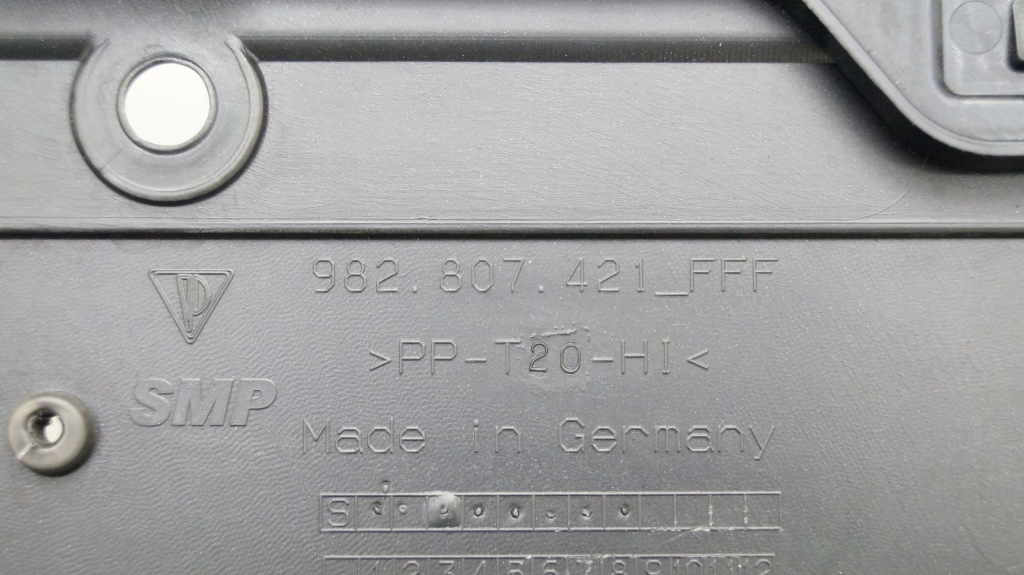 982.807.421_FFF
P
>PP-T20-HI<
SMP
Made in Germany
S
1 2 3 4 5 6 7 8 9 10 11 12